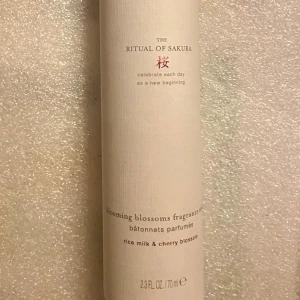 THE
RITUAL OF SAKURA
桜
celebrate each day
as a new beginning
blooming blossoms fragrance
bâtonnets parfumés
rice milk & cherry blossom
2.3 FL. OZ. / 70 ml ℮